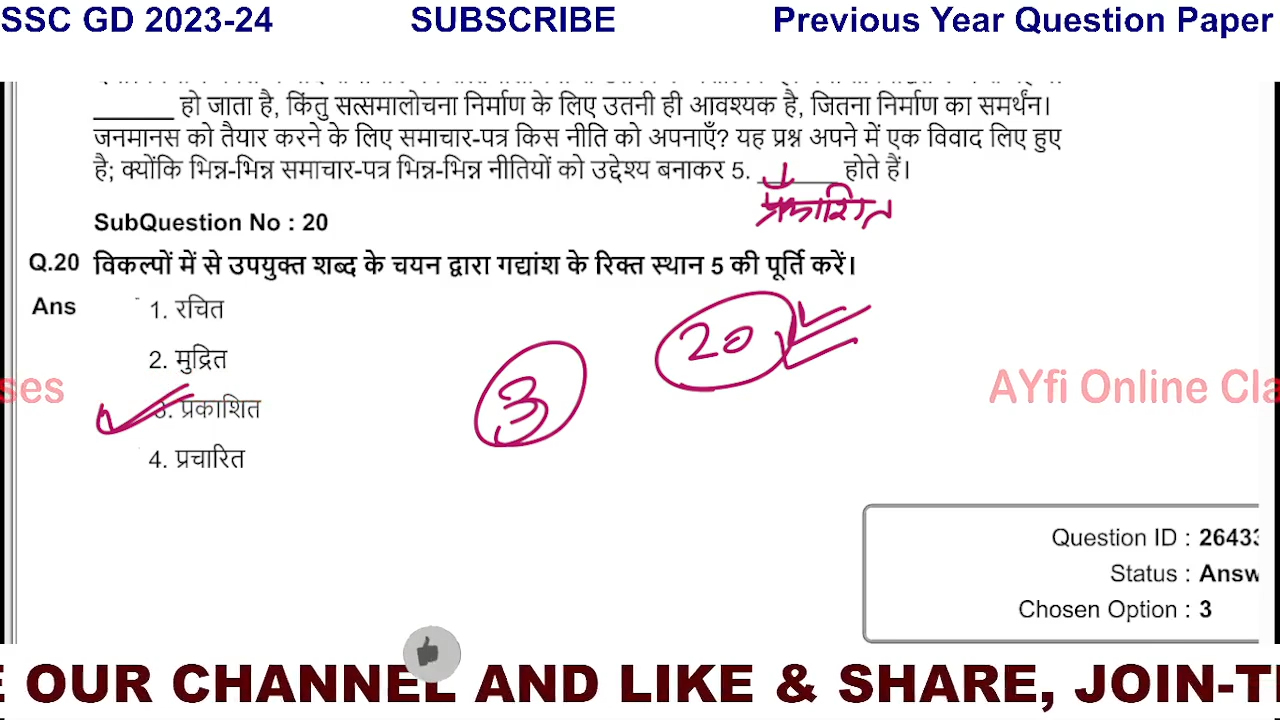 SSC GD 2023-24 SUBSCRIBE Previous Year Question Paper
______ हो जाता है, किंतु सत्समालोचना निर्माण के लिए उतनी ही आवश्यक है, जितना निर्माण का समर्थंन।
जनमानस को तैयार करने के लिए समाचार-पत्र किस नीति को अपनाएँ? यह प्रश्न अपने में एक विवाद लिए हुए
है; क्योंकि भिन्न-भिन्न समाचार-पत्र भिन्न-भिन्न नीतियों को उद्देश्य बनाकर 5. ______ होते हैं।
प्रकाशित
SubQuestion No : 20
Q.20 विकल्पों में से उपयुक्त शब्द के चयन द्वारा गद्यांश के रिक्त स्थान 5 की पूर्ति करें।
Ans 1. रचित
20
2. मुद्रित
ses 3. प्रकाशित 3 AYfi Online Cla
4. प्रचारित
Question ID : 26433
Status : Answ
Chosen Option : 3
E OUR CHANNEL AND LIKE & SHARE, JOIN-T